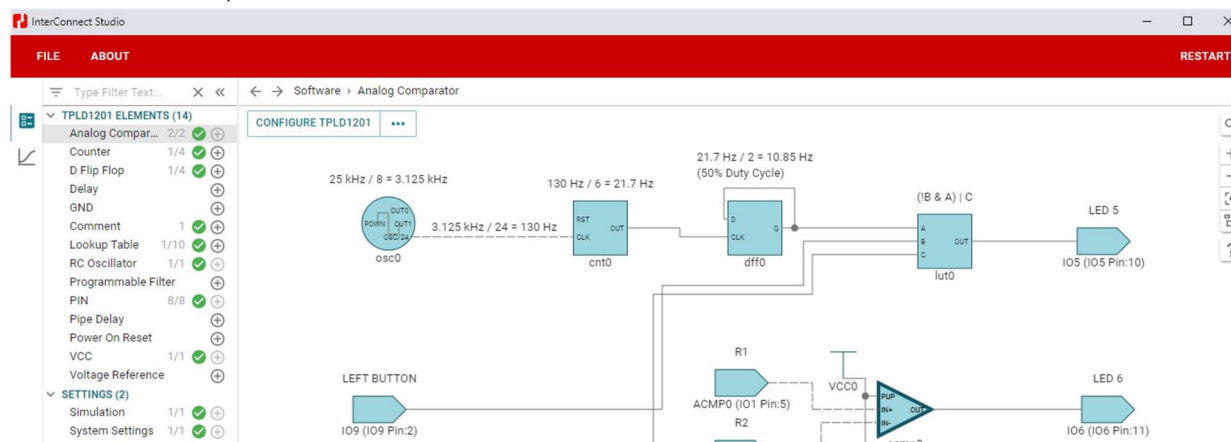 InterConnect Studio
FILE ABOUT RESTART
Type Filter Text...
Software › Analog Comparator
TPLD1201 ELEMENTS (14)
Analog Compar... 2/2
Counter 1/4
D Flip Flop 1/4
Delay
GND
Comment 1
Lookup Table 1/10
RC Oscillator 1/1
Programmable Filter
PIN 8/8
Pipe Delay
Power On Reset
VCC 1/1
Voltage Reference
SETTINGS (2)
Simulation 1/1
System Settings 1/1
CONFIGURE TPLD1201
25 kHz / 8 = 3.125 kHz
OUT0
PDWN OUT1
OSC/24
osc0
3.125 kHz / 24 = 130 Hz
130 Hz / 6 = 21.7 Hz
RST OUT
CLK
cnt0
21.7 Hz / 2 = 10.85 Hz
(50% Duty Cycle)
D Q
CLK
dff0
(!B & A) | C
A
B OUT
C
lut0
LED 5
IO5 (IO5 Pin:10)
LEFT BUTTON
IO9 (IO9 Pin:2)
R1
ACMP0 (IO1 Pin:5)
R2
VCC0
PUP
IN+ OUT
IN-
LED 6
IO6 (IO6 Pin:11)